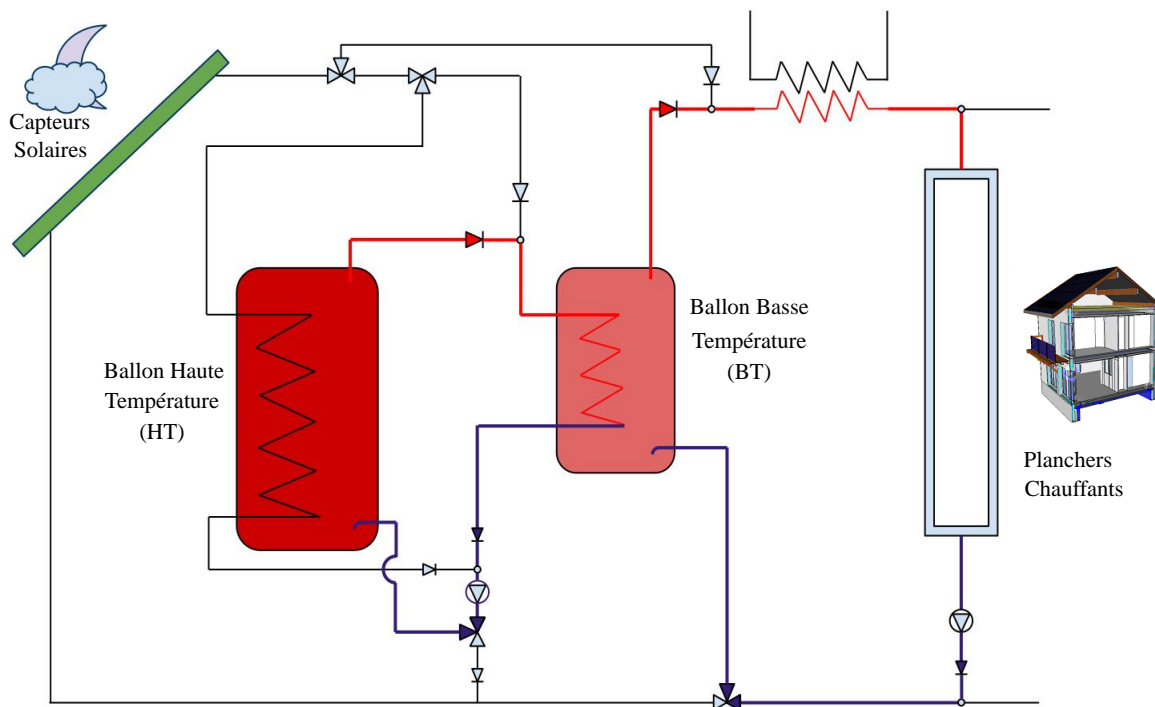 Capteurs
Solaires
Ballon Haute
Température
(HT)
Ballon Basse
Température
(BT)
Planchers
Chauffants